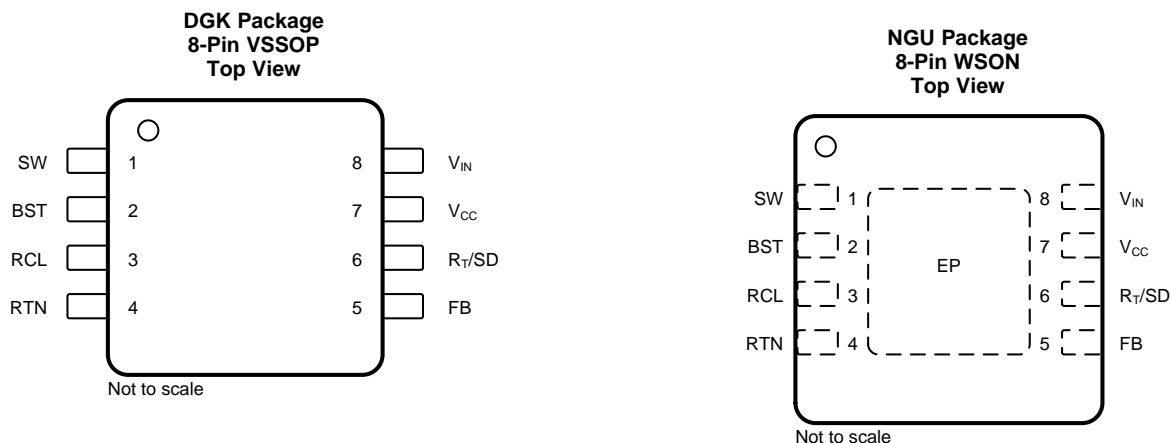 DGK Package
8-Pin VSSOP
Top View
SW 1 8 VIN
BST 2 7 VCC
RCL 3 6 RT/SD
RTN 4 5 FB
Not to scale
NGU Package
8-Pin WSON
Top View
SW 1 8 VIN
BST 2 7 VCC
EP
RCL 3 6 RT/SD
RTN 4 5 FB
Not to scale